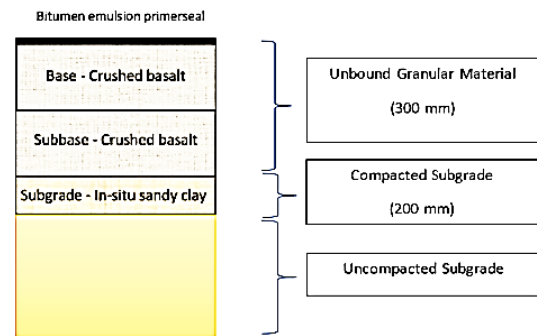 Bitumen emulsion primerseal
Base - Crushed basalt
Subbase - Crushed basalt
Subgrade - In-situ sandy clay
Unbound Granular Material
(300 mm)
Compacted Subgrade
(200 mm)
Uncompacted Subgrade